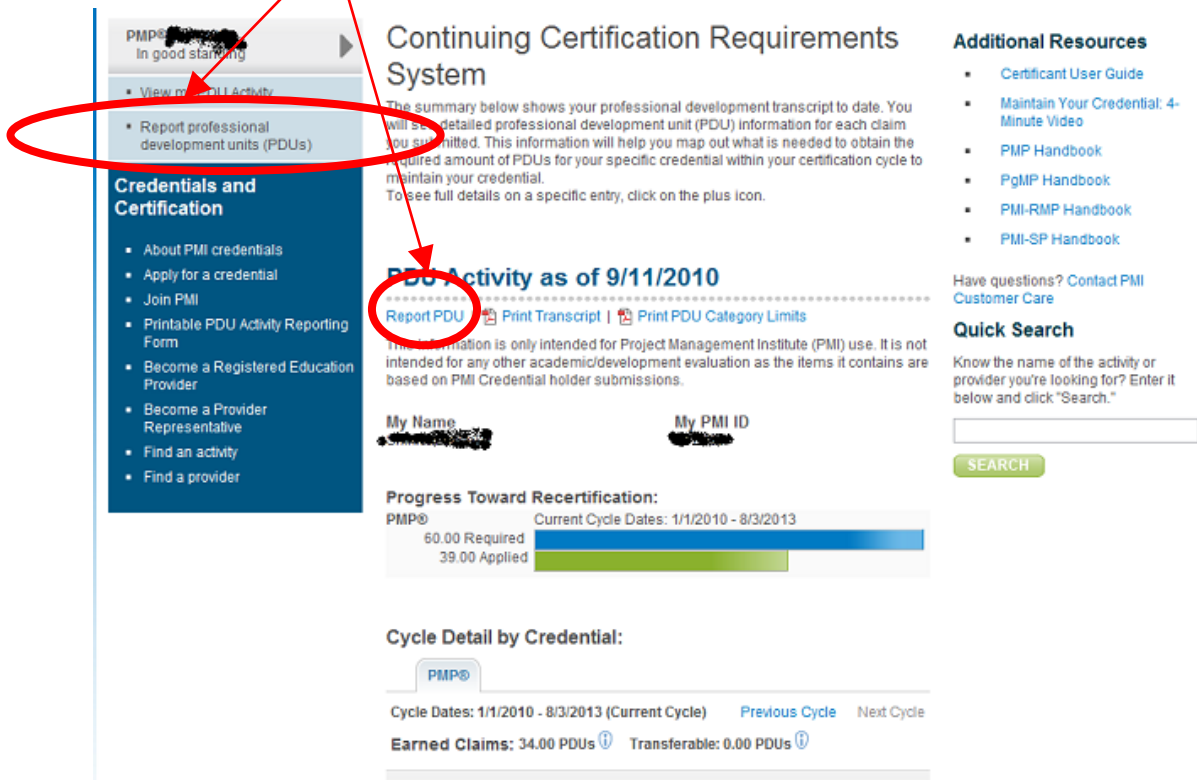 PMP®
In good standing
View my PDU Activity
Report professional
development units (PDUs)
Credentials and
Certification
About PMI credentials
Apply for a credential
Join PMI
Printable PDU Activity Reporting
Form
Become a Registered Education
Provider
Become a Provider
Representative
Find an activity
Find a provider
Continuing Certification Requirements
System
The summary below shows your professional development transcript to date. You
will see detailed professional development unit (PDU) information for each claim
you submitted. This information will help you map out what is needed to obtain the
required amount of PDUs for your specific credential within your certification cycle to
maintain your credential.
To see full details on a specific entry, click on the plus icon.
PDU Activity as of 9/11/2010
Report PDU | Print Transcript | Print PDU Category Limits
This information is only intended for Project Management Institute (PMI) use. It is not
intended for any other academic/development evaluation as the items it contains are
based on PMI Credential holder submissions.
My Name My PMI ID
Progress Toward Recertification:
PMP® Current Cycle Dates: 1/1/2010 - 8/3/2013
60.00 Required
39.00 Applied
Cycle Detail by Credential:
PMP®
Cycle Dates: 1/1/2010 - 8/3/2013 (Current Cycle) Previous Cycle Next Cycle
Earned Claims: 34.00 PDUs Transferable: 0.00 PDUs
Additional Resources
Certificant User Guide
Maintain Your Credential: 4-
Minute Video
PMP Handbook
PgMP Handbook
PMI-RMP Handbook
PMI-SP Handbook
Have questions? Contact PMI
Customer Care
Quick Search
Know the name of the activity or
provider you're looking for? Enter it
below and click "Search."
SEARCH